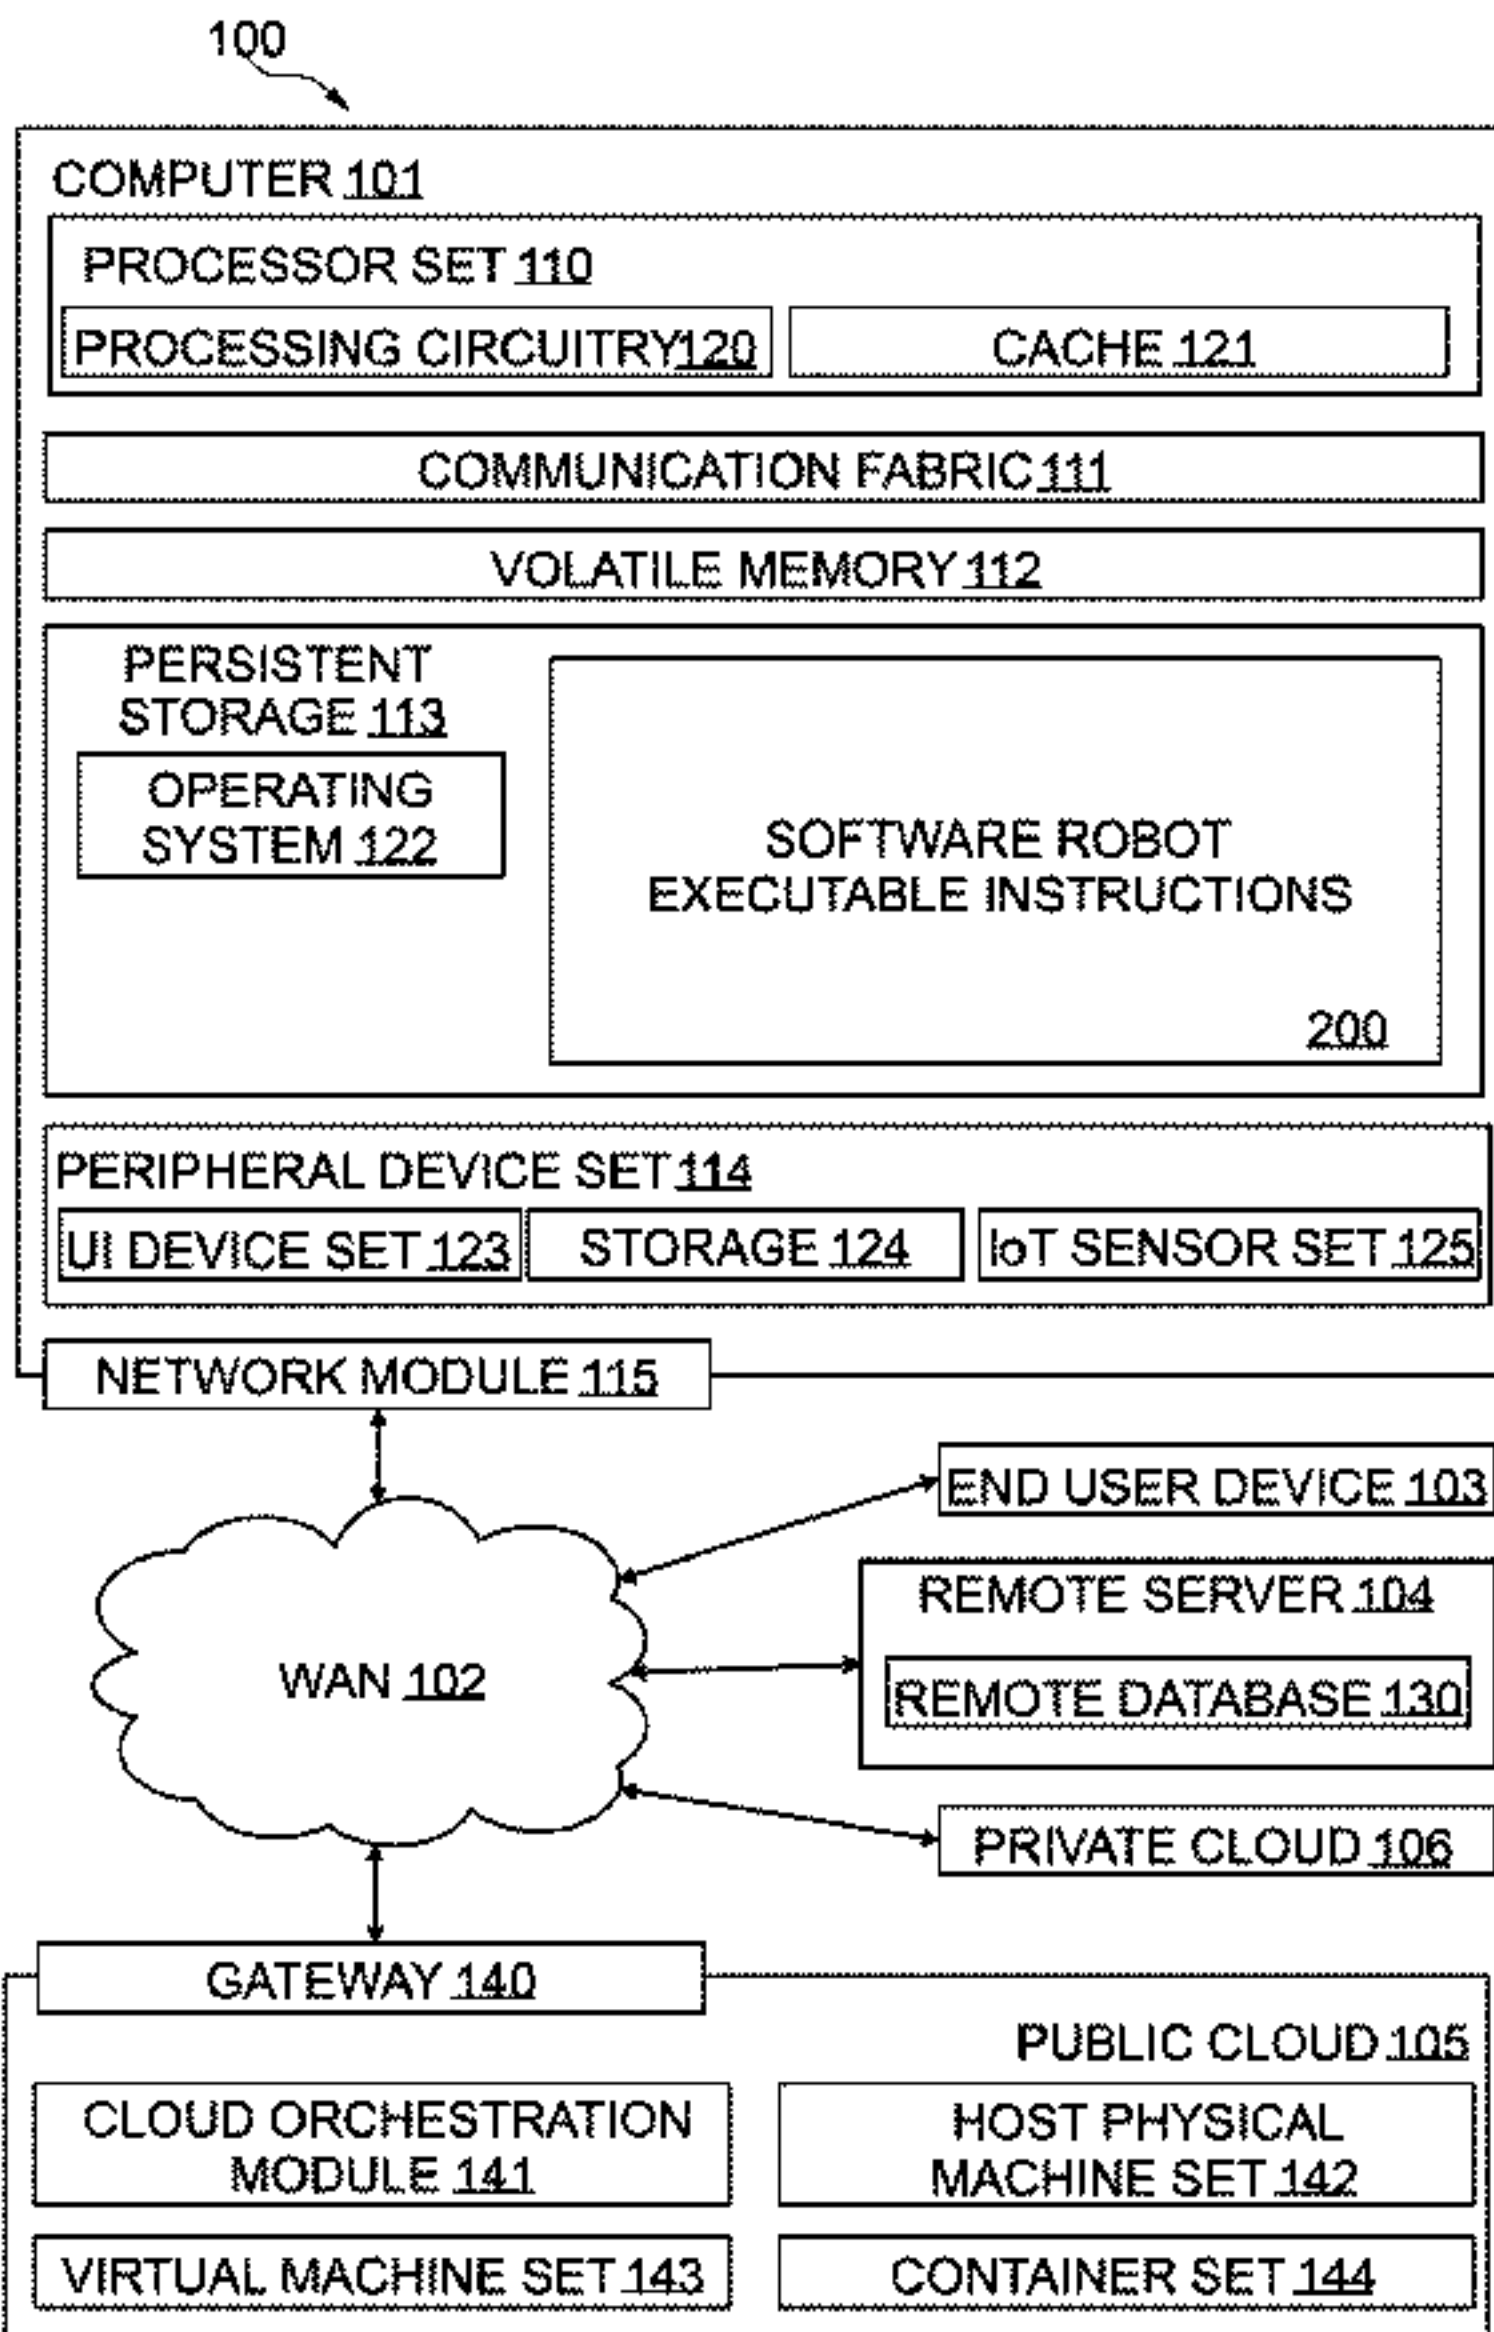 100
COMPUTER 101
PROCESSOR SET 110
PROCESSING CIRCUITRY 120
CACHE 121
COMMUNICATION FABRIC 111
VOLATILE MEMORY 112
PERSISTENT
STORAGE 113
OPERATING
SYSTEM 122
SOFTWARE ROBOT
EXECUTABLE INSTRUCTIONS
200
PERIPHERAL DEVICE SET 114
UI DEVICE SET 123
STORAGE 124
IoT SENSOR SET 125
NETWORK MODULE 115
END USER DEVICE 103
REMOTE SERVER 104
REMOTE DATABASE 130
WAN 102
PRIVATE CLOUD 106
GATEWAY 140
PUBLIC CLOUD 105
CLOUD ORCHESTRATION
MODULE 141
HOST PHYSICAL
MACHINE SET 142
VIRTUAL MACHINE SET 143
CONTAINER SET 144